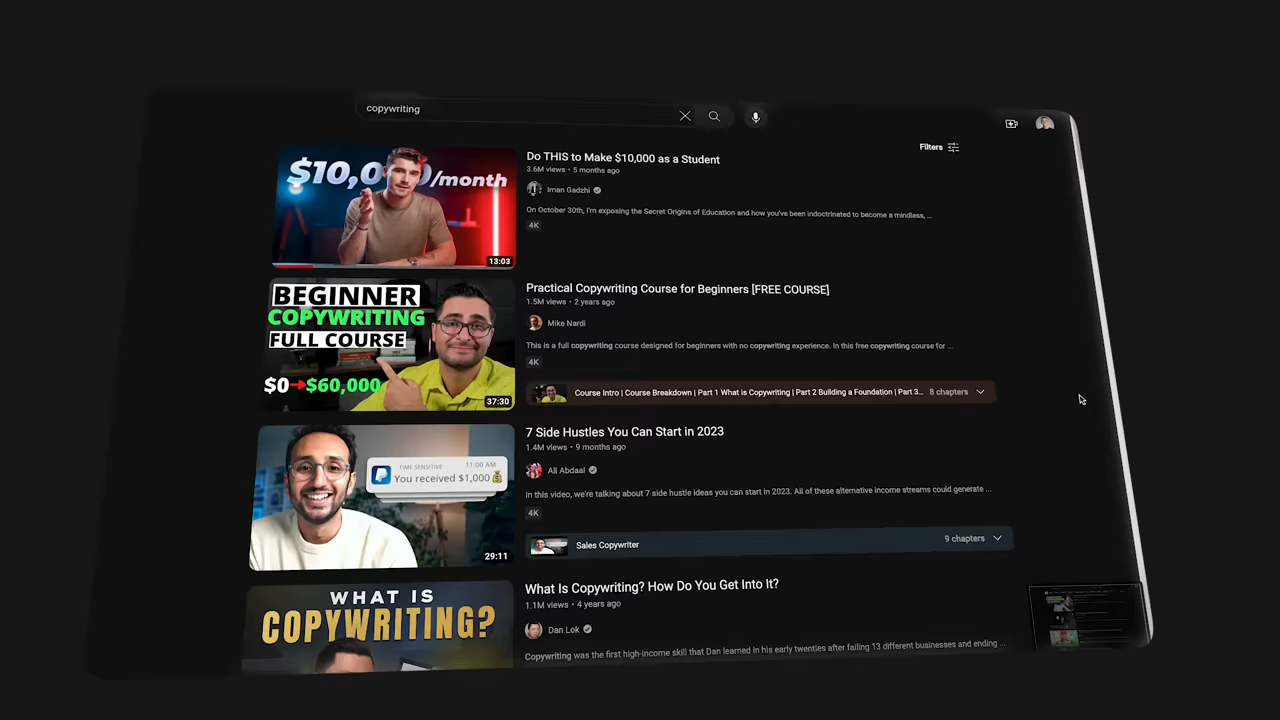 copywriting
Filters
$10,0 0/month
13:03
Do THIS to Make $10,000 as a Student
3.6M views • 5 months ago
Iman Gadzhi
On October 30th, I'm exposing the Secret Origins of Education and how you've been indoctrinated to become a mindless, ...
4K
BEGINNER
COPYWRITING
FULL COURSE
$0→$60,000
37:30
Practical Copywriting Course for Beginners [FREE COURSE]
1.5M views • 2 years ago
Mike Nardi
This is a full copywriting course designed for beginners with no copywriting experience. In this free copywriting course for ...
4K
Course Intro | Course Breakdown | Part 1 What is Copywriting | Part 2 Building a Foundation | Part 3... 8 chapters
TIME SENSITIVE 11:00 AM
You received $1,000💰
29:11
7 Side Hustles You Can Start in 2023
1.4M views • 9 months ago
Ali Abdaal
In this video, we're talking about 7 side hustle ideas you can start in 2023. All of these alternative income streams could generate ...
4K
Sales Copywriter 9 chapters
WHAT IS
COPYWRITING?
What Is Copywriting? How Do You Get Into It?
1.1M views • 4 years ago
Dan Lok
Copywriting was the first high-income skill that Dan learned in his early twenties after failing 13 different businesses and ending ...